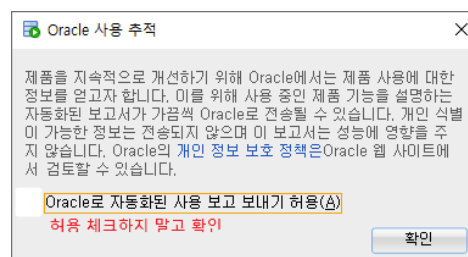 Oracle 사용 추적
제품을 지속적으로 개선하기 위해 Oracle에서는 제품 사용에 대한
정보를 얻고자 합니다. 이를 위해 사용 중인 제품 기능을 설명하는
자동화된 보고서가 가끔씩 Oracle로 전송될 수 있습니다. 개인 식별
이 가능한 정보는 전송되지 않으며 이 보고서는 성능에 영향을 주
지 않습니다. Oracle의 개인 정보 보호 정책은Oracle 웹 사이트에
서 검토할 수 있습니다.
Oracle로 자동화된 사용 보고 보내기 허용(A)
허용 체크하지 말고 확인
확인